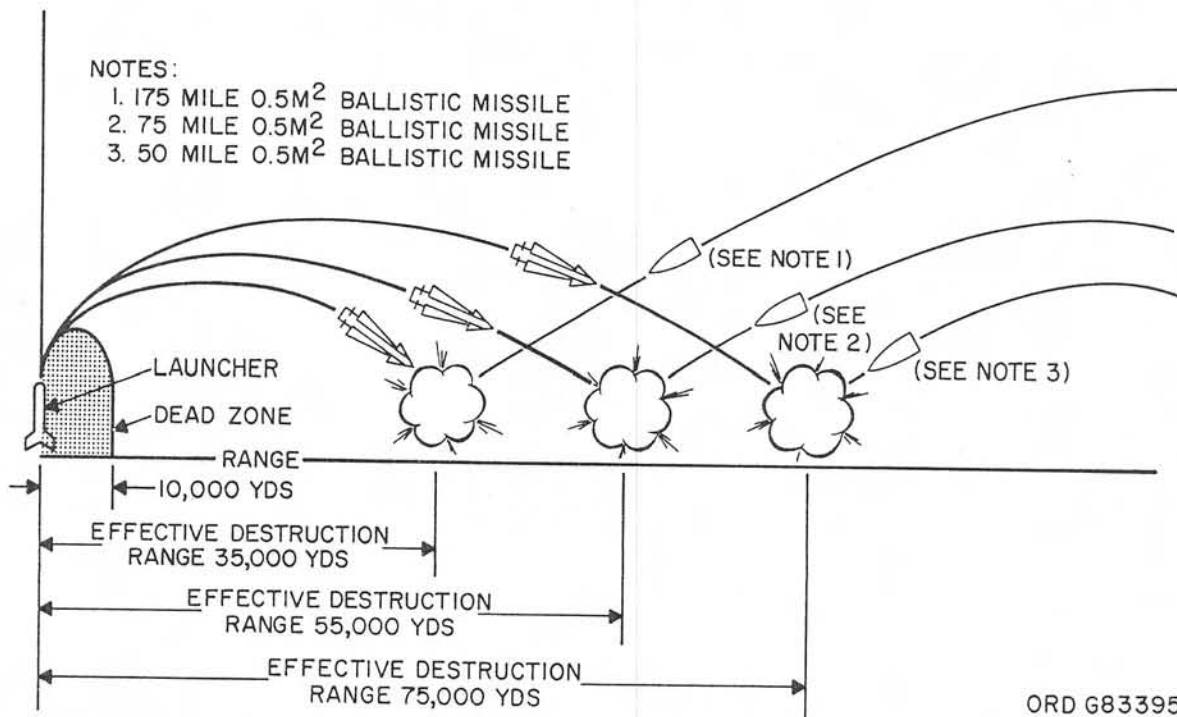 NOTES:
1. 175 MILE 0.5M² BALLISTIC MISSILE
2. 75 MILE 0.5M² BALLISTIC MISSILE
3. 50 MILE 0.5M² BALLISTIC MISSILE
(SEE NOTE 1)
(SEE
NOTE 2)
(SEE NOTE 3)
LAUNCHER
DEAD ZONE
RANGE
10,000 YDS
EFFECTIVE DESTRUCTION
RANGE 35,000 YDS
EFFECTIVE DESTRUCTION
RANGE 55,000 YDS
EFFECTIVE DESTRUCTION
RANGE 75,000 YDS
ORD G83395